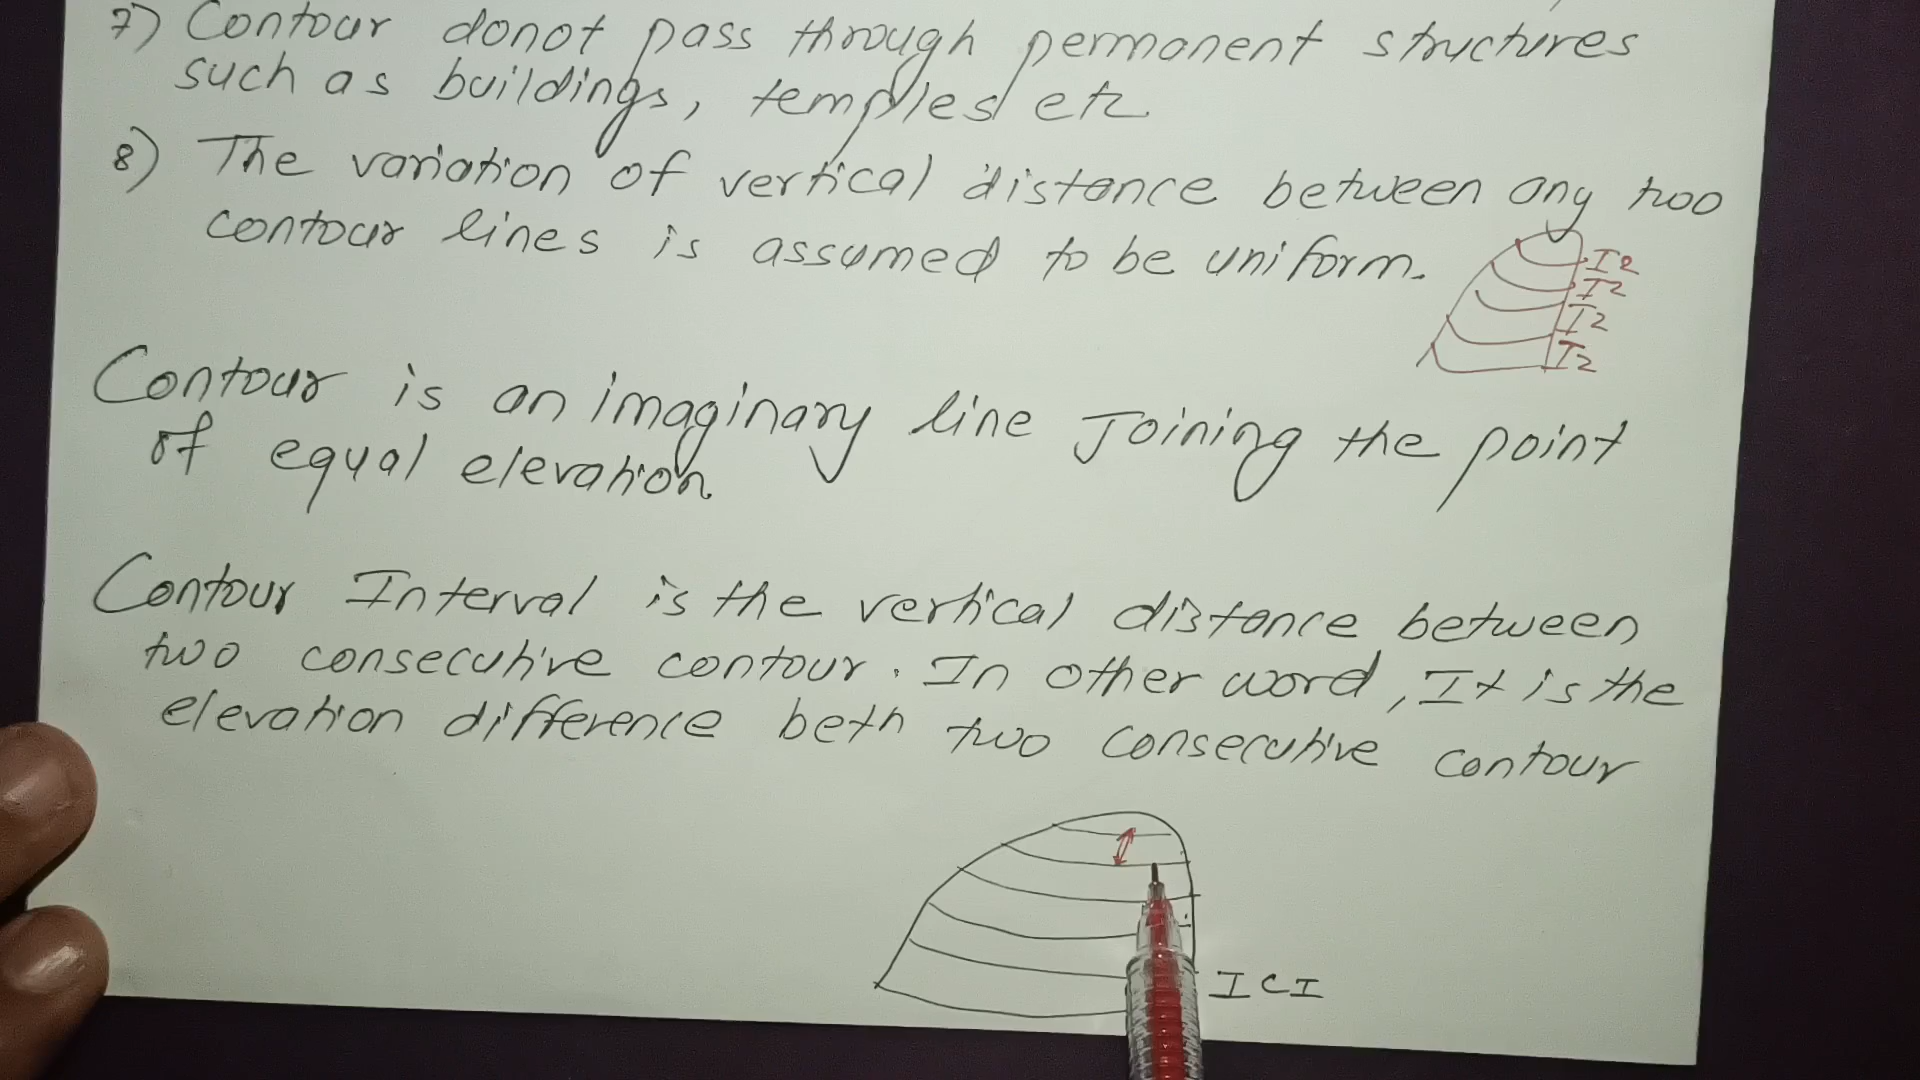 7) Contour donot pass through permanent structures
such as buildings, temples etc
8) The variation of vertical distance between any two
contour lines is assumed to be uniform.
I2
I2
I2
I2
Contour is an imaginary line Joining the point
of equal elevation.
Contour Interval is the vertical distance between
two consecutive contour. In other word, It is the
elevation difference beth two consecutive contour
I CI